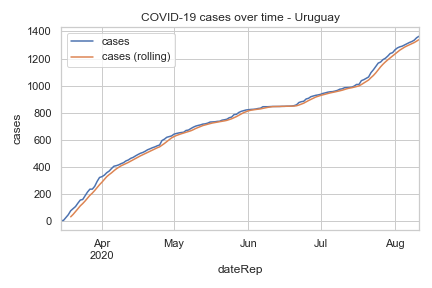 COVID-19 cases over time - Uruguay
cases
cases (rolling)
1400
1200
1000
800
600
400
200
0
cases
Apr
2020
May
Jun
Jul
Aug
dateRep